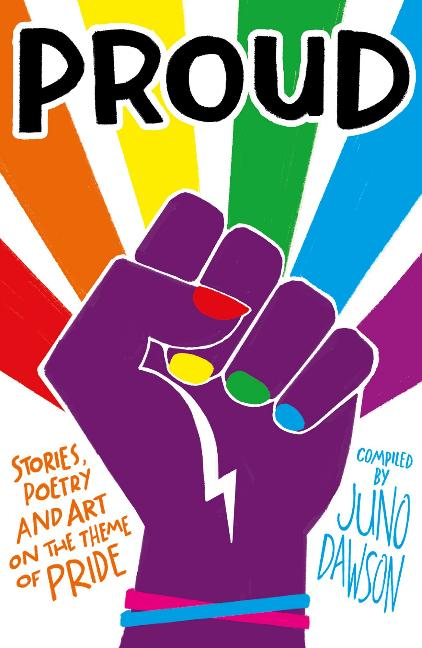 PROUD
STORIES,
POETRY
AND ART
ON THE THEME
OF PRIDE
COMPILED
BY
JUNO
DAWSON